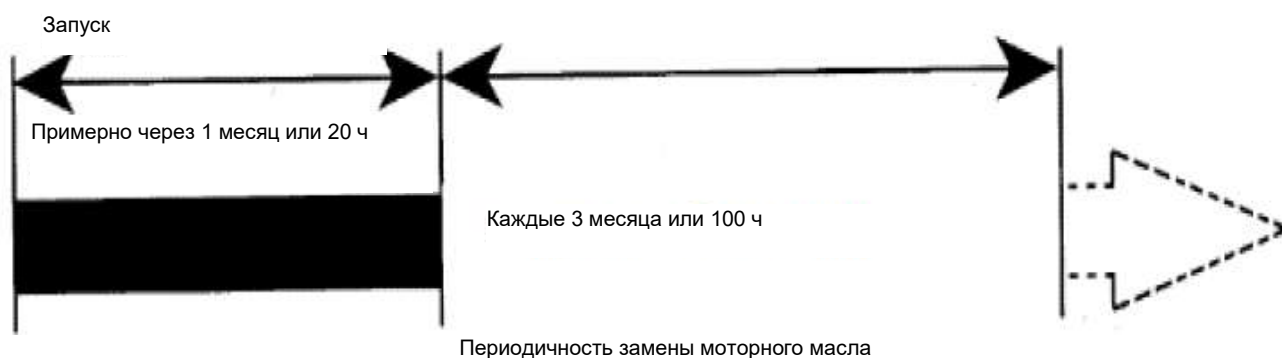 Запуск
Примерно через 1 месяц или 20 ч
Каждые 3 месяца или 100 ч
Периодичность замены моторного масла